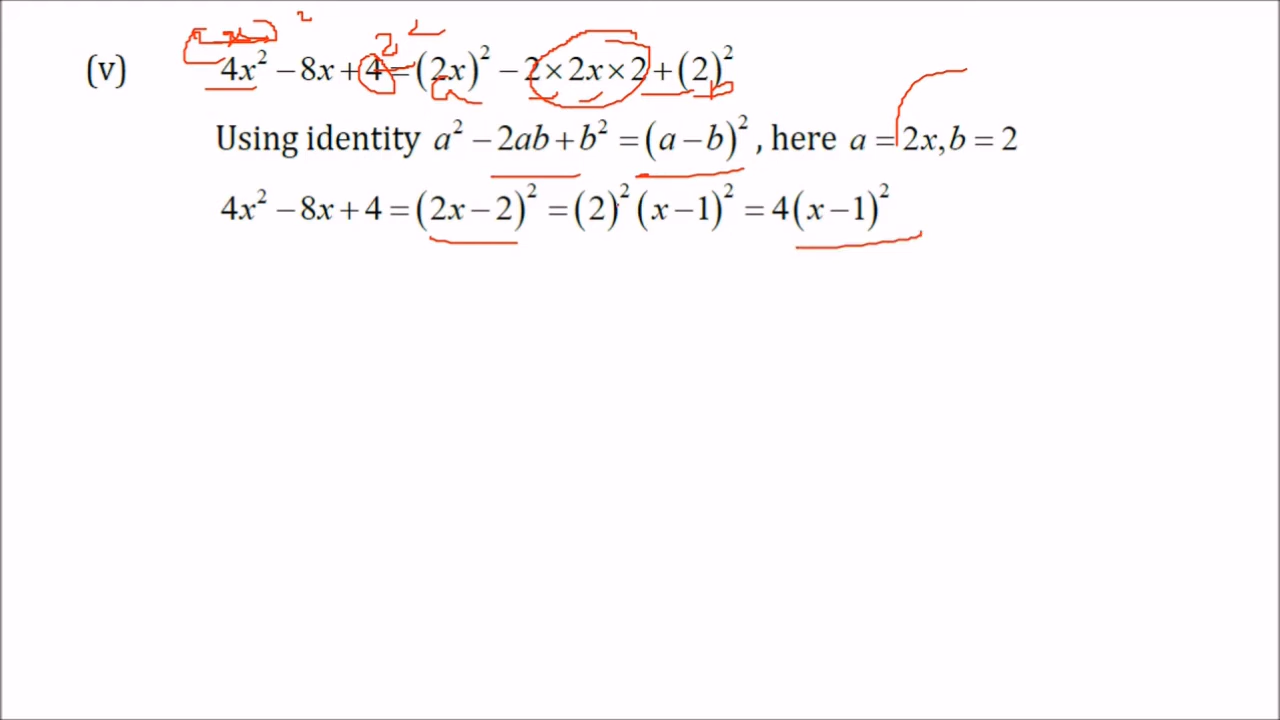 (v) 4x² − 8x + 4 = (2x)² − 2 × 2x × 2 + (2)²
Using identity a² − 2ab + b² = (a − b)², here a = 2x, b = 2
4x² − 8x + 4 = (2x − 2)² = (2)² (x − 1)² = 4(x − 1)²